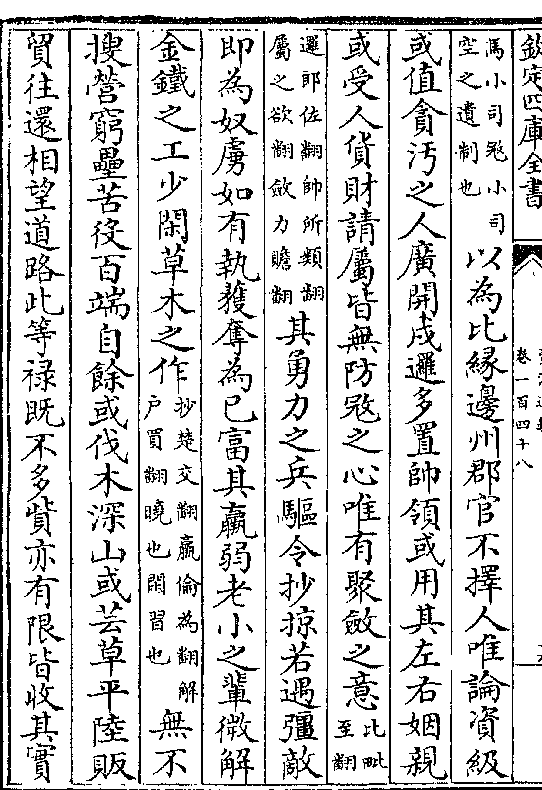 欽定四庫全書
卷一百四十八
馮小司冦小司
空之遺制也
以為比緣邊州郡官不擇人唯論資級
或值貪汚之人廣開戍邏多置帥領或用其左右姻親
或受人貨財請屬皆無防冦之心唯有聚斂之意
比毗
至翻
邏郎佐翻帥所類翻
屬之欲翻斂力贍翻
其勇力之兵驅令抄掠若遇彊敵
即為奴虜如有執獲奪為己富其羸弱老小之輩微解
金鐵之工少閑草木之作
抄楚交翻羸倫為翻解
戶買翻曉也閑習也
無不
搜營窮壘苦役百端自餘或伐木深山或芸草平陸販
貿往還相望道路此等祿既不多貲亦有限皆收其實